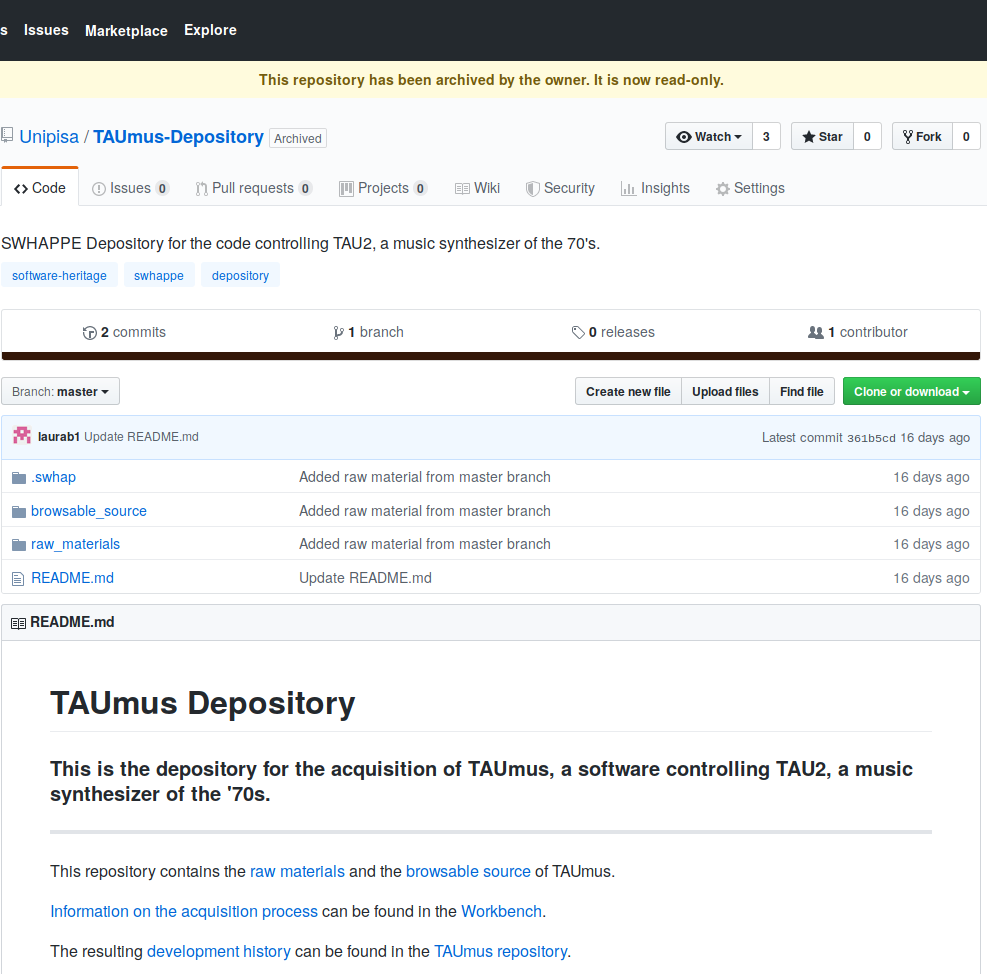 s Issues Marketplace Explore
This repository has been archived by the owner. It is now read-only.
Unipisa / TAUmus-Depository Archived Watch 3 Star 0 Fork 0
Code Issues 0 Pull requests 0 Projects 0 Wiki Security Insights Settings
SWHAPPE Depository for the code controlling TAU2, a music synthesizer of the 70's.
software-heritage swhappe depository
2 commits 1 branch 0 releases 1 contributor
Branch: master Create new file Upload files Find file Clone or download
laurab1 Update README.md Latest commit 361b5cd 16 days ago
.swhap Added raw material from master branch 16 days ago
browsable_source Added raw material from master branch 16 days ago
raw_materials Added raw material from master branch 16 days ago
README.md Update README.md 16 days ago
README.md
TAUmus Depository
This is the depository for the acquisition of TAUmus, a software controlling TAU2, a music
synthesizer of the '70s.
This repository contains the raw materials and the browsable source of TAUmus.
Information on the acquisition process can be found in the Workbench.
The resulting development history can be found in the TAUmus repository.